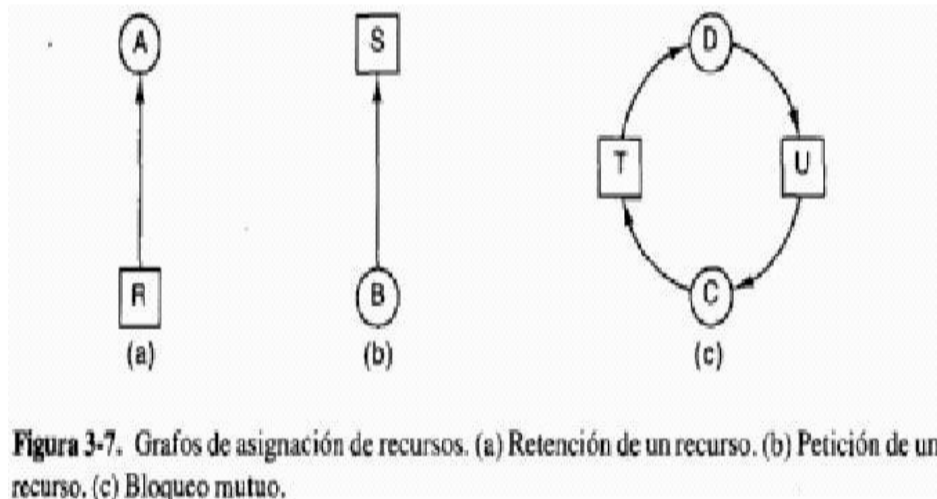 A
S
D
T
U
R
B
C
(a)
(b)
(c)
Figura 3-7. Grafos de asignación de recursos. (a) Retención de un recurso. (b) Petición de un
recurso. (c) Bloqueo mutuo.